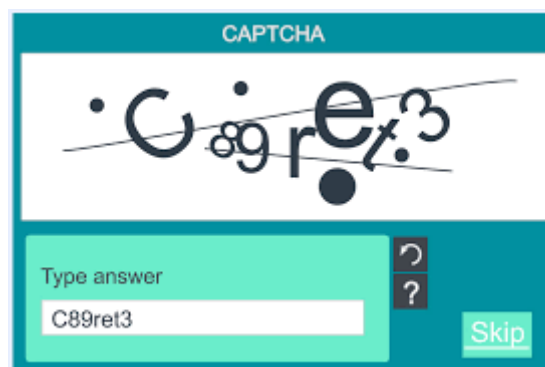 CAPTCHA
C89ret3
Type answer
C89ret3
?
Skip